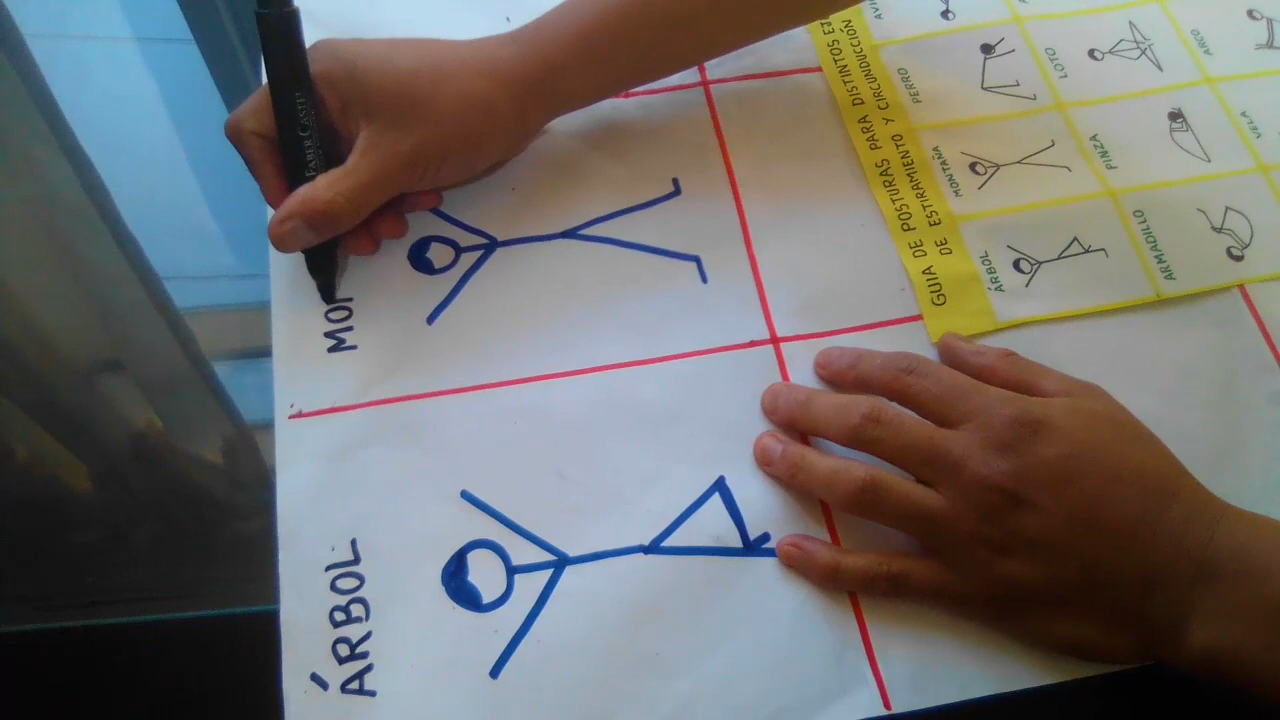 ÁRBOL
MO
FABER CASTELL
GUIA DE POSTURAS PARA DISTINTOS EJ
DE ESTIRAMIENTO Y CIRCUNDUCCIÓN
ÁRBOL
MONTAÑA
PERRO
ARMADILLO
PINZA
LOTO
VELA
ARCO